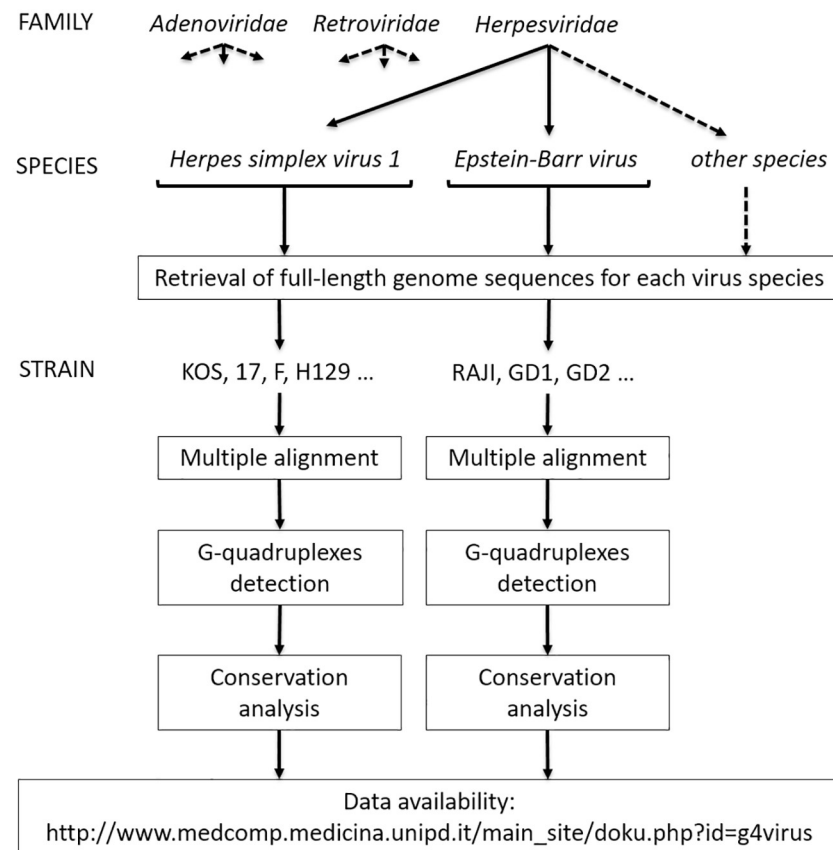 FAMILY Adenoviridae Retroviridae Herpesviridae
SPECIES Herpes simplex virus 1 Epstein-Barr virus other species
Retrieval of full-length genome sequences for each virus species
STRAIN KOS, 17, F, H129 ... RAJI, GD1, GD2 ...
Multiple alignment Multiple alignment
G-quadruplexes G-quadruplexes
detection detection
Conservation Conservation
analysis analysis
Data availability:
http://www.medcomp.medicina.unipd.it/main_site/doku.php?id=g4virus